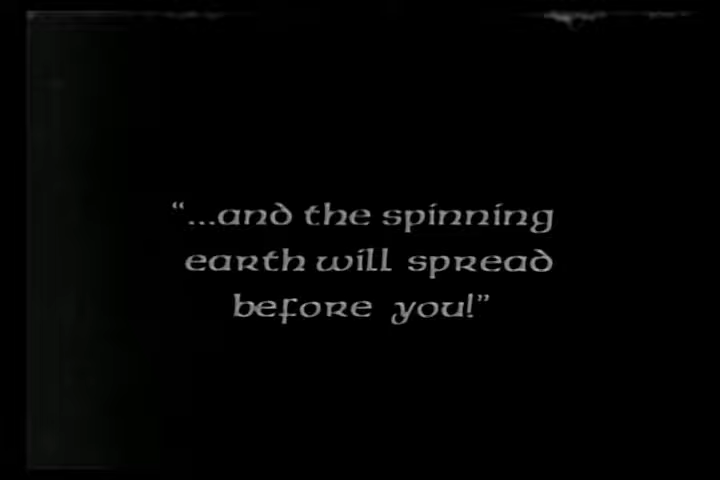 “...and the spinning
earth will spread
before you!”